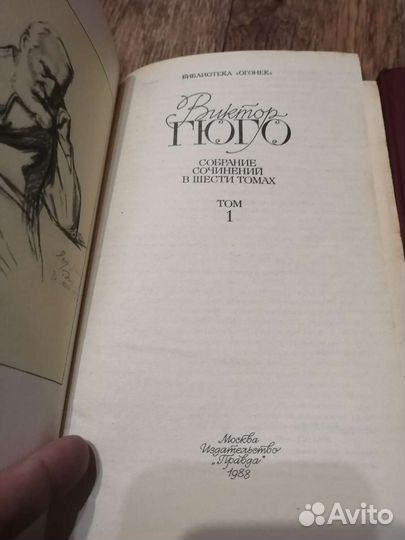 БИБЛИОТЕКА «ОГОНЕК»
Виктор
ГЮГО
СОБРАНИЕ
СОЧИНЕНИЙ
В ШЕСТИ ТОМАХ
ТОМ
1
Москва
Издательство
„Правда"
1988
Avito